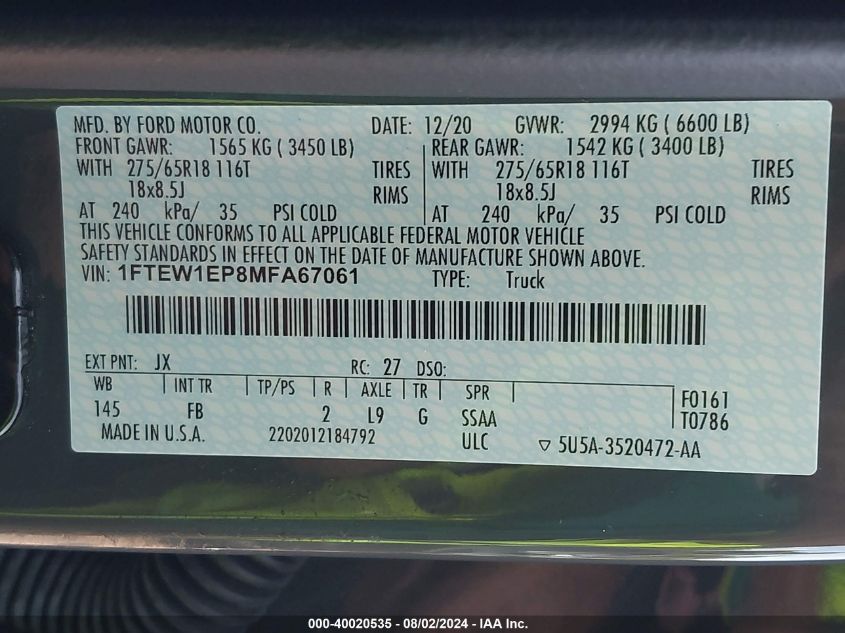 MFD. BY FORD MOTOR CO. DATE: 12/20 GVWR: 2994 KG ( 6600 LB)
FRONT GAWR: 1565 KG ( 3450 LB) REAR GAWR: 1542 KG ( 3400 LB)
WITH 275/65R18 116T TIRES WITH 275/65R18 116T TIRES
18x8.5J RIMS 18x8.5J RIMS
AT 240 kPa/ 35 PSI COLD AT 240 kPa/ 35 PSI COLD
THIS VEHICLE CONFORMS TO ALL APPLICABLE FEDERAL MOTOR VEHICLE
SAFETY STANDARDS IN EFFECT ON THE DATE OF MANUFACTURE SHOWN ABOVE.
VIN: 1FTEW1EP8MFA67061 TYPE: Truck
EXT PNT: JX RC: 27 DSO:
WB INT TR TP/PS R AXLE TR SPR F0161
145 FB 2 L9 G SSAA T0786
MADE IN U.S.A. 2202012184792 ULC ▽ 5U5A-3520472-AA
000-40020535 - 08/02/2024 - IAA Inc.